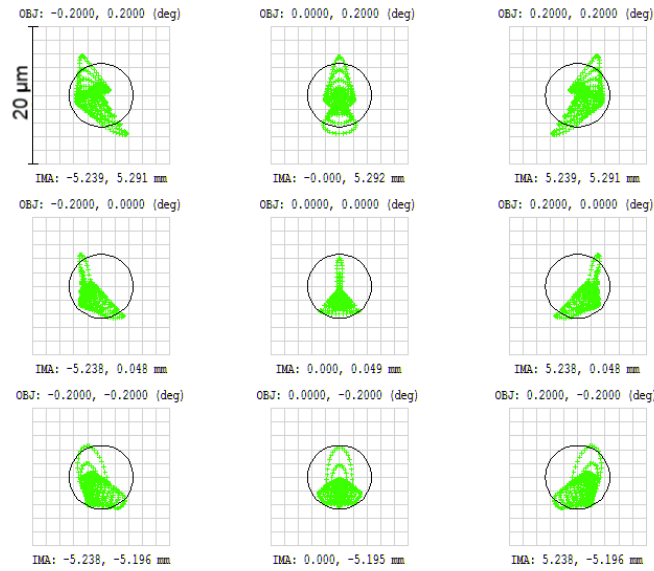 OBJ: -0.2000, 0.2000 (deg)
OBJ: 0.0000, 0.2000 (deg)
OBJ: 0.2000, 0.2000 (deg)
20 µm
IMA: -5.239, 5.291 mm
IMA: -0.000, 5.292 mm
IMA: 5.239, 5.291 mm
OBJ: -0.2000, 0.0000 (deg)
OBJ: 0.0000, 0.0000 (deg)
OBJ: 0.2000, 0.0000 (deg)
IMA: -5.238, 0.048 mm
IMA: 0.000, 0.049 mm
IMA: 5.238, 0.048 mm
OBJ: -0.2000, -0.2000 (deg)
OBJ: 0.0000, -0.2000 (deg)
OBJ: 0.2000, -0.2000 (deg)
IMA: -5.238, -5.196 mm
IMA: 0.000, -5.195 mm
IMA: 5.238, -5.196 mm